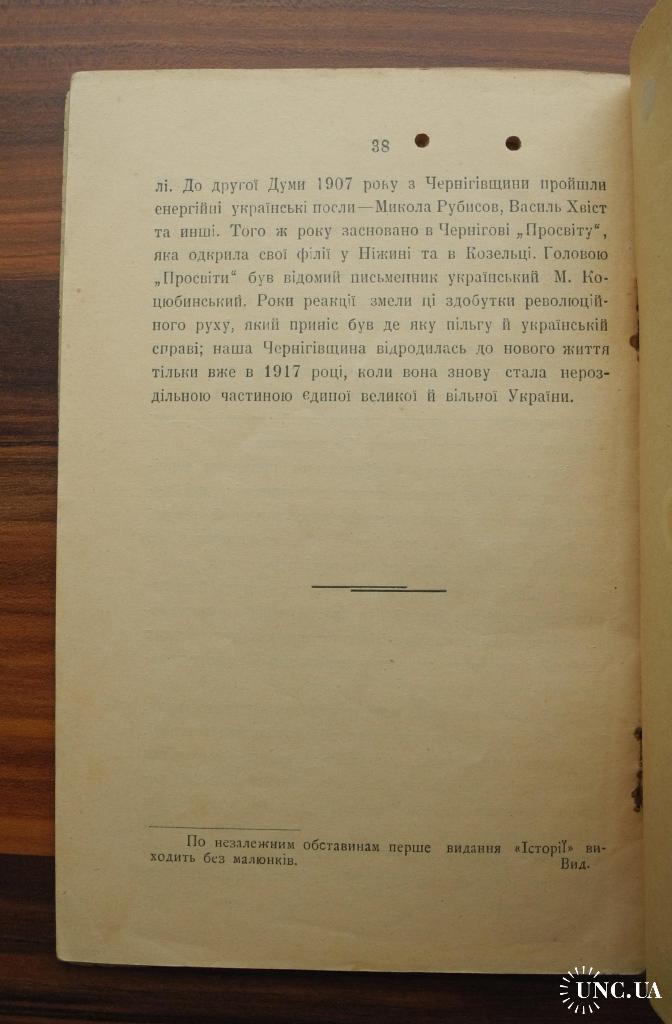 38
лі. До другої Думи 1907 року з Чернігівщини пройшли
енергійні українські посли—Микола Рубисов, Василь Хвіст
та инші. Того ж року засновано в Чернігові „Просвіту“,
яка одкрила свої філії у Ніжині та в Козельці. Головою
„Просвіти“ був відомий письменник український М. Ко-
цюбинський. Роки реакції змели ці здобутки революцій-
ного руху, який приніс був де яку пільгу й українській
справі; наша Чернігівщина відродилась до нового життя
тільки вже в 1917 році, коли вона знову стала нероз-
дільною частиною єдиної великої й вільної України.
По незалежним обставинам перше видання «Історії» ви-
ходить без малюнків.
Вид.
UNC.UA